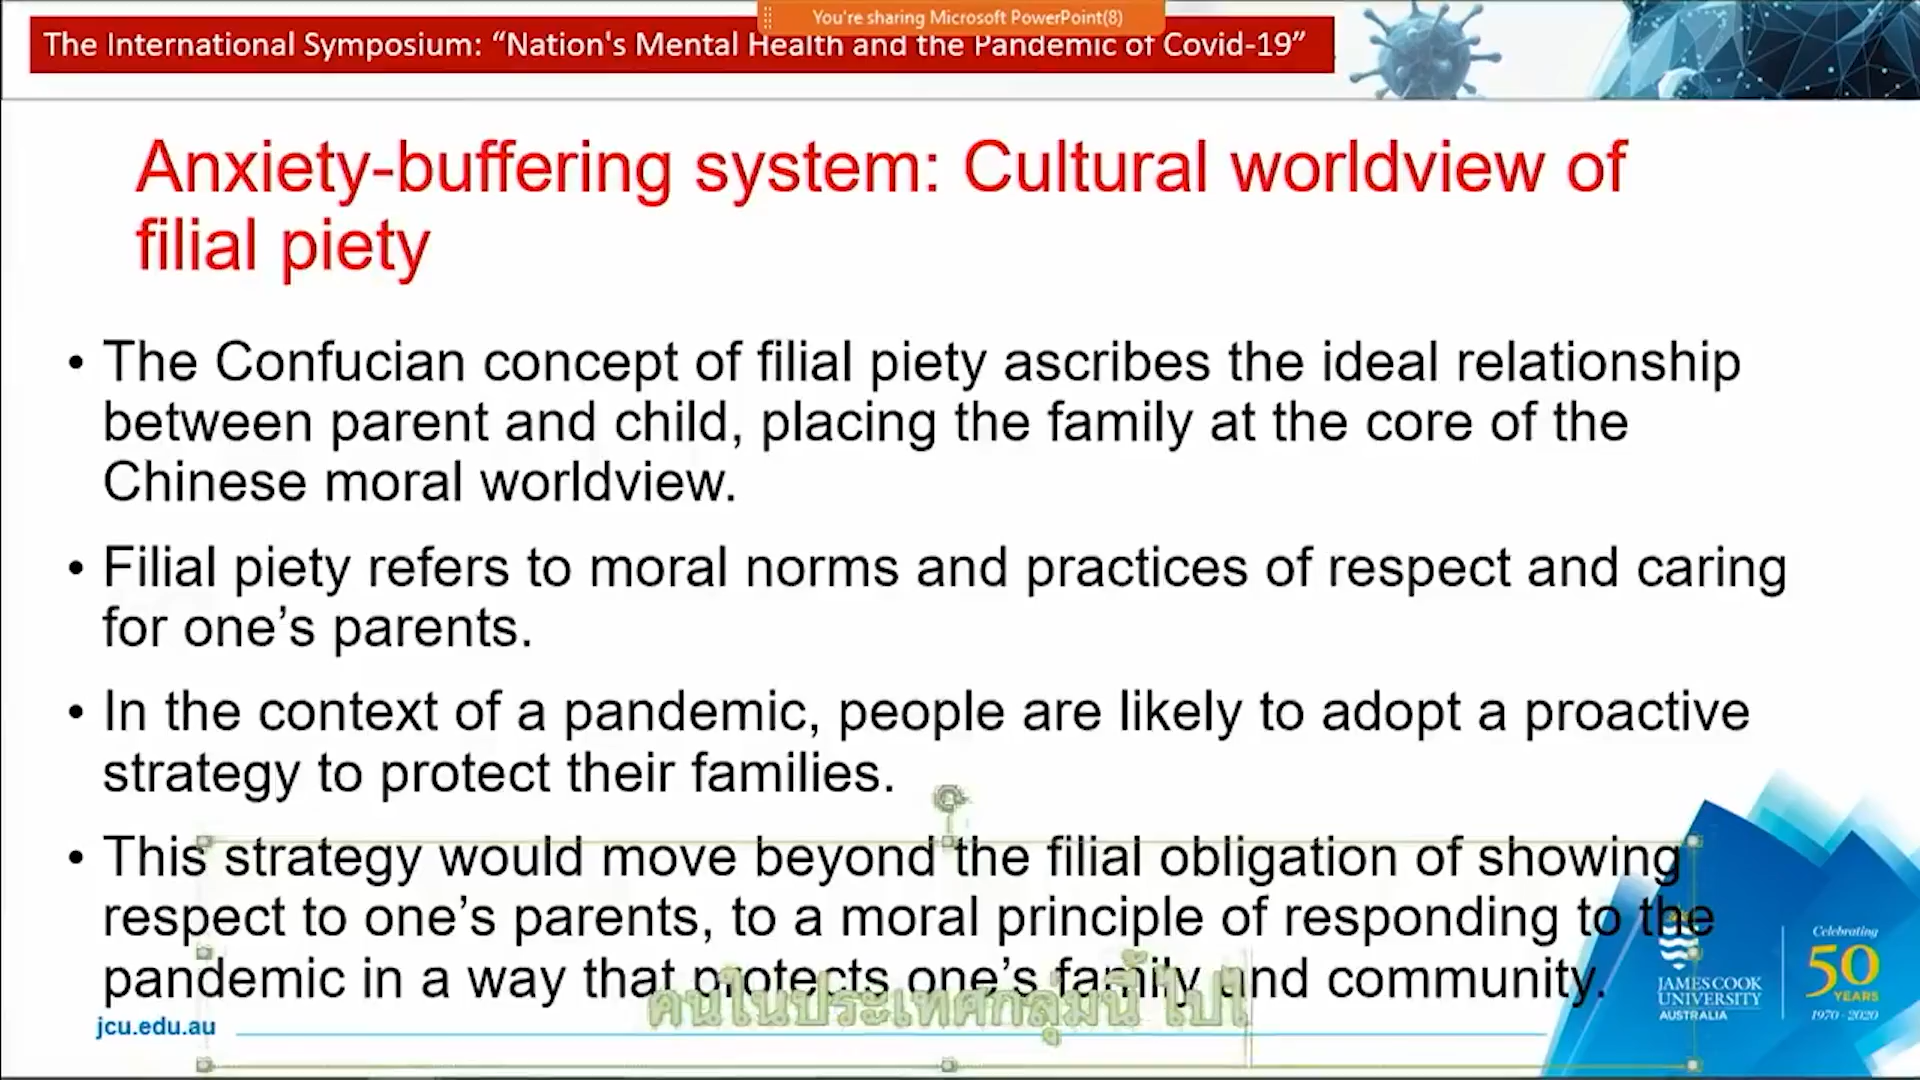 You're sharing Microsoft PowerPoint(8)
The International Symposium: “Nation's Mental Health and the Pandemic of Covid-19”
Anxiety-buffering system: Cultural worldview of
filial piety
• The Confucian concept of filial piety ascribes the ideal relationship
between parent and child, placing the family at the core of the
Chinese moral worldview.
• Filial piety refers to moral norms and practices of respect and caring
for one’s parents.
• In the context of a pandemic, people are likely to adopt a proactive
strategy to protect their families.
• This strategy would move beyond the filial obligation of showing
respect to one’s parents, to a moral principle of responding to the
pandemic in a way that protects one’s family and community.
คนในประเทศกลุ่มนี้
jcu.edu.au
JAMES COOK
UNIVERSITY
AUSTRALIA
Celebrating
50
YEARS
1970 - 2020